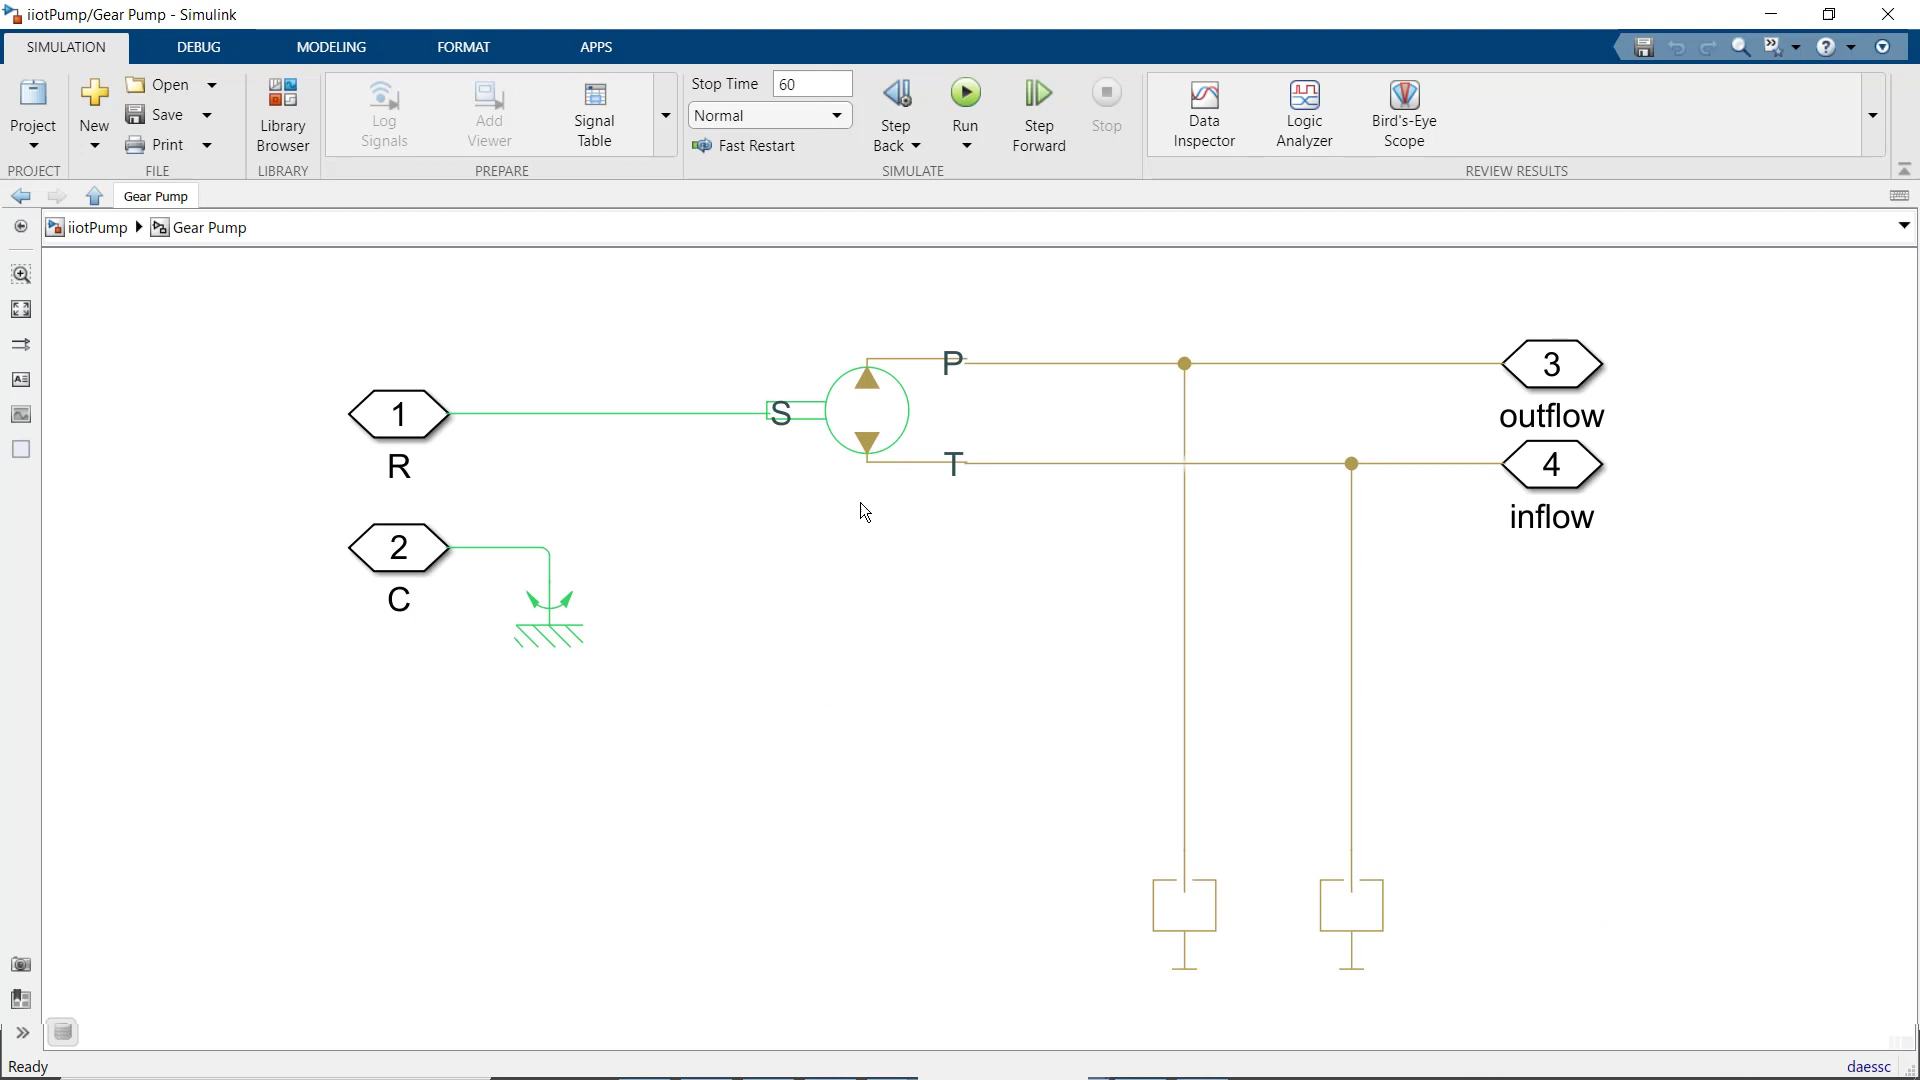 iiotPump/Gear Pump - Simulink
SIMULATION DEBUG MODELING FORMAT APPS
Project
New
Open
Save
Print
Library
Browser
Log
Signals
Add
Viewer
Signal
Table
Stop Time 60
Normal
Fast Restart
Step
Back
Run
Step
Forward
Stop
Data
Inspector
Logic
Analyzer
Bird's-Eye
Scope
PROJECT FILE LIBRARY PREPARE SIMULATE REVIEW RESULTS
Gear Pump
iiotPump Gear Pump
P
3
outflow
1
R
S
T
4
inflow
2
C
Ready
daessc